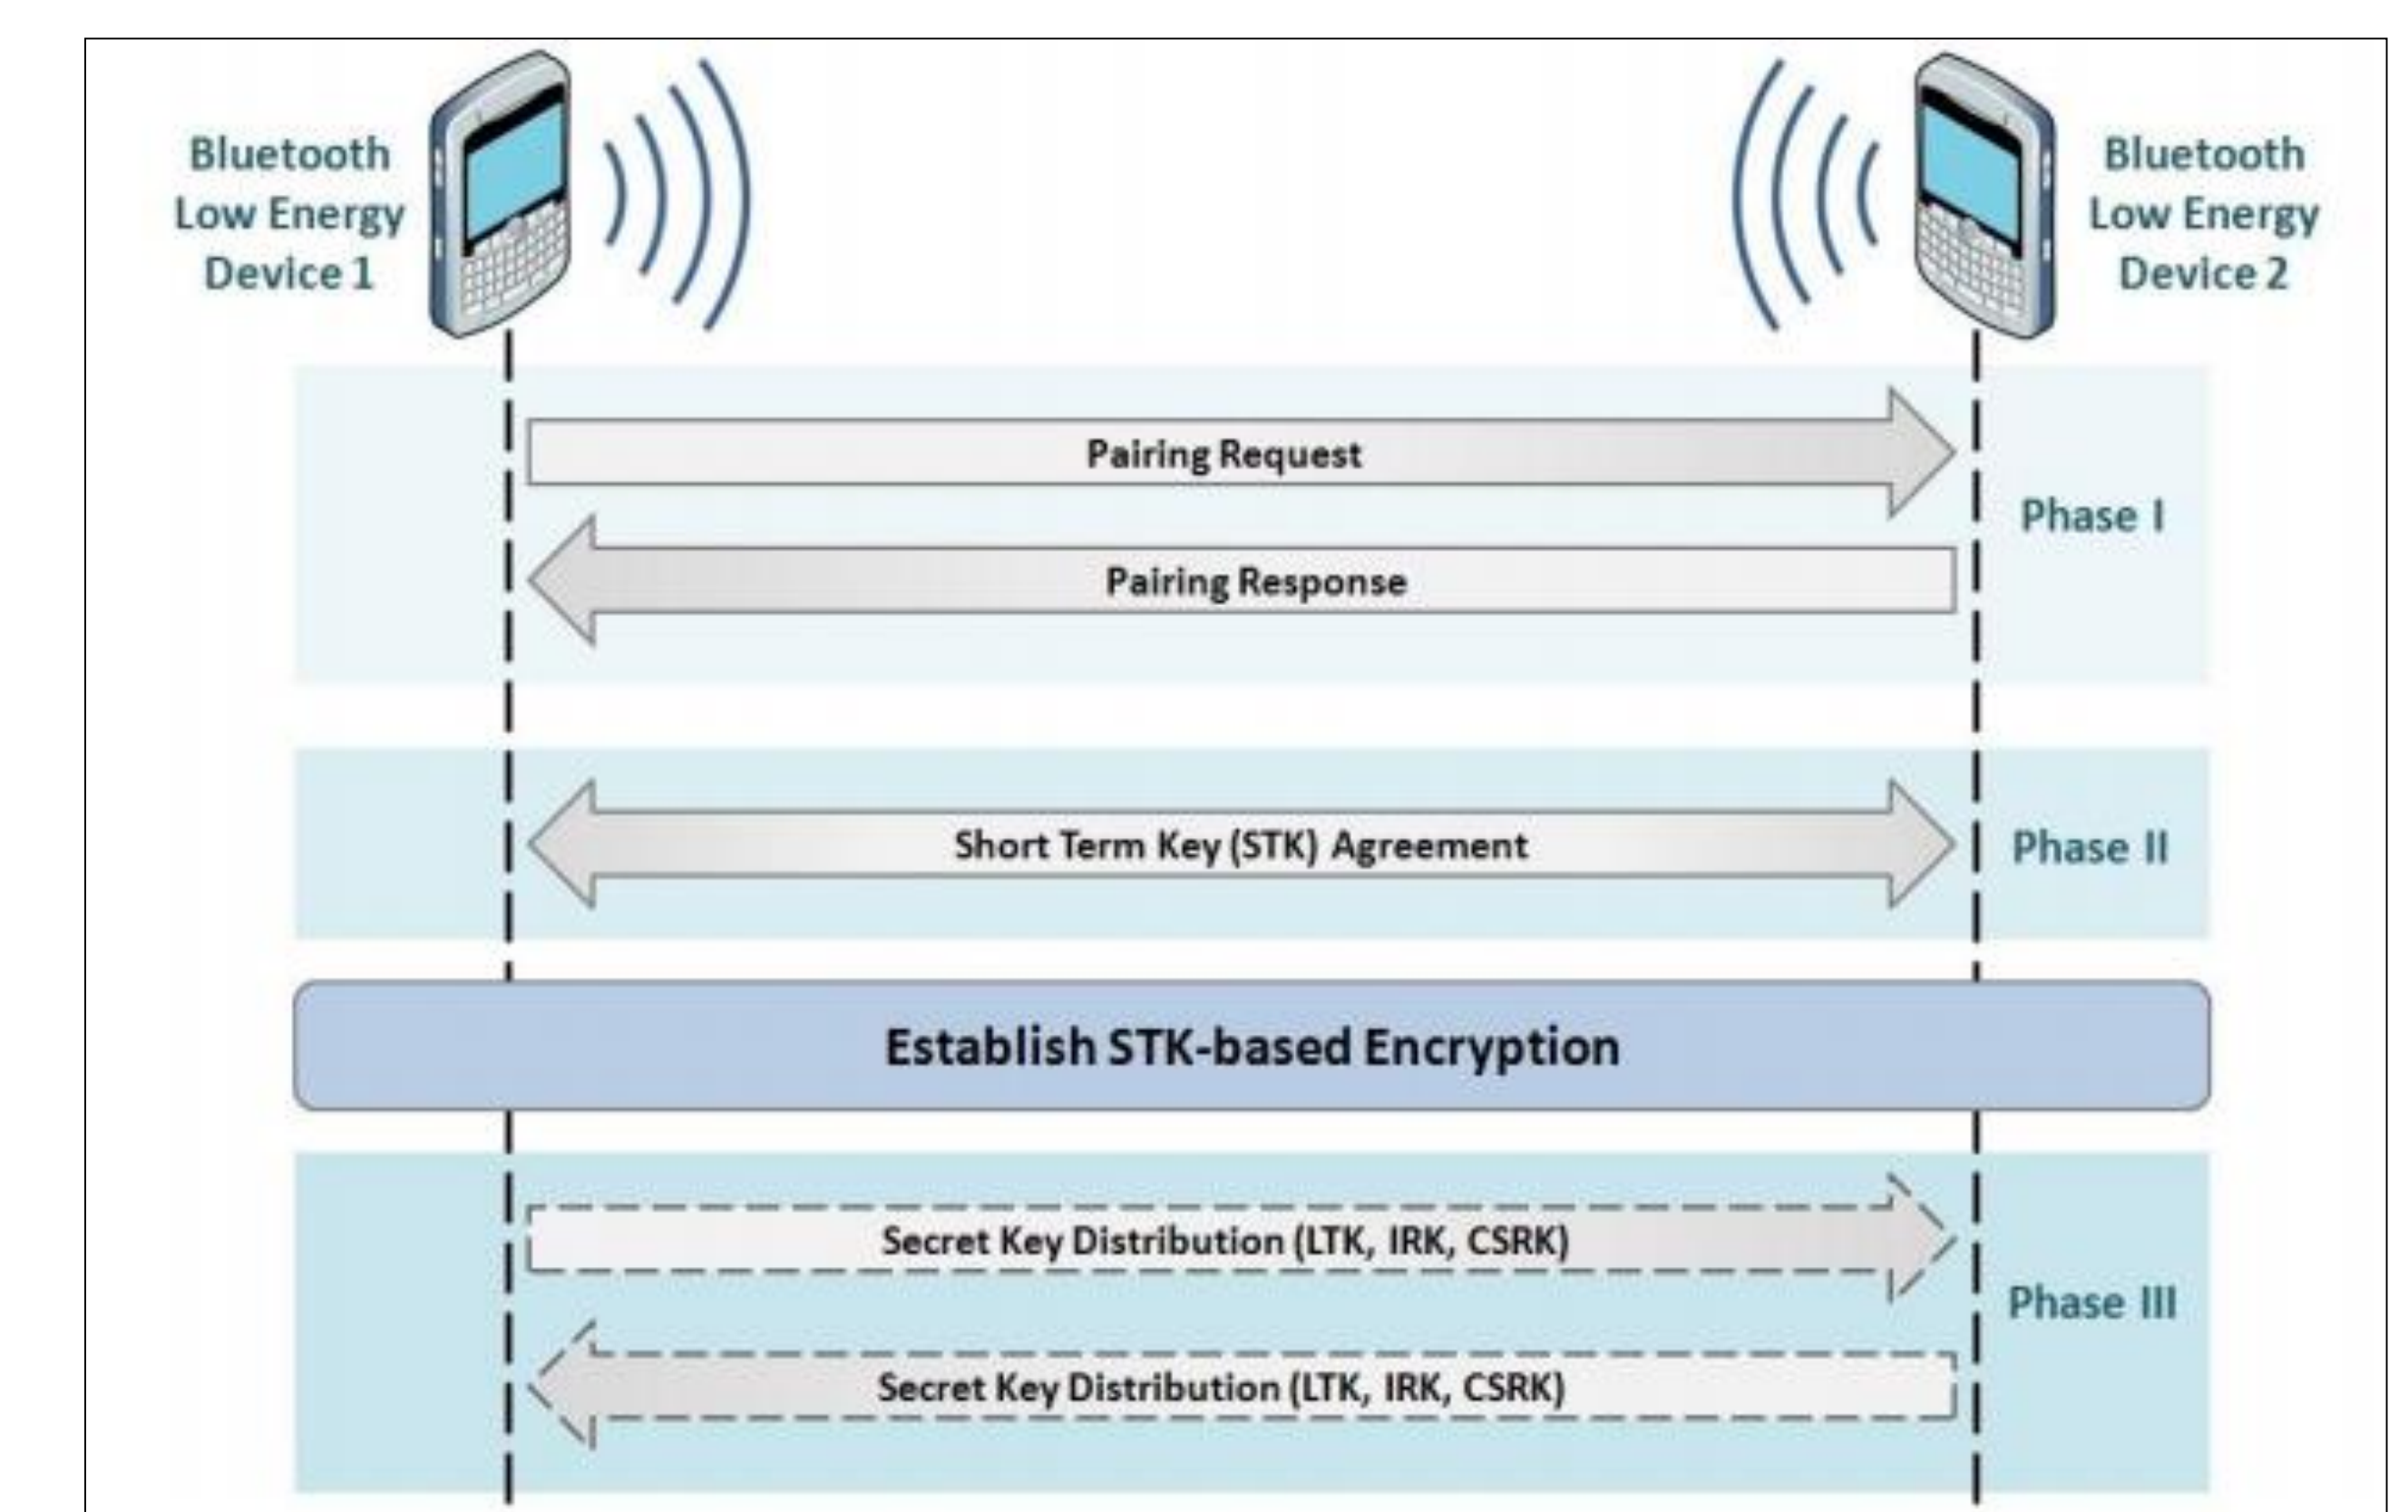 Bluetooth
Low Energy
Device 1
Bluetooth
Low Energy
Device 2
Pairing Request
Phase I
Pairing Response
Short Term Key (STK) Agreement
Phase II
Establish STK-based Encryption
Secret Key Distribution (LTK, IRK, CSRK)
Phase III
Secret Key Distribution (LTK, IRK, CSRK)